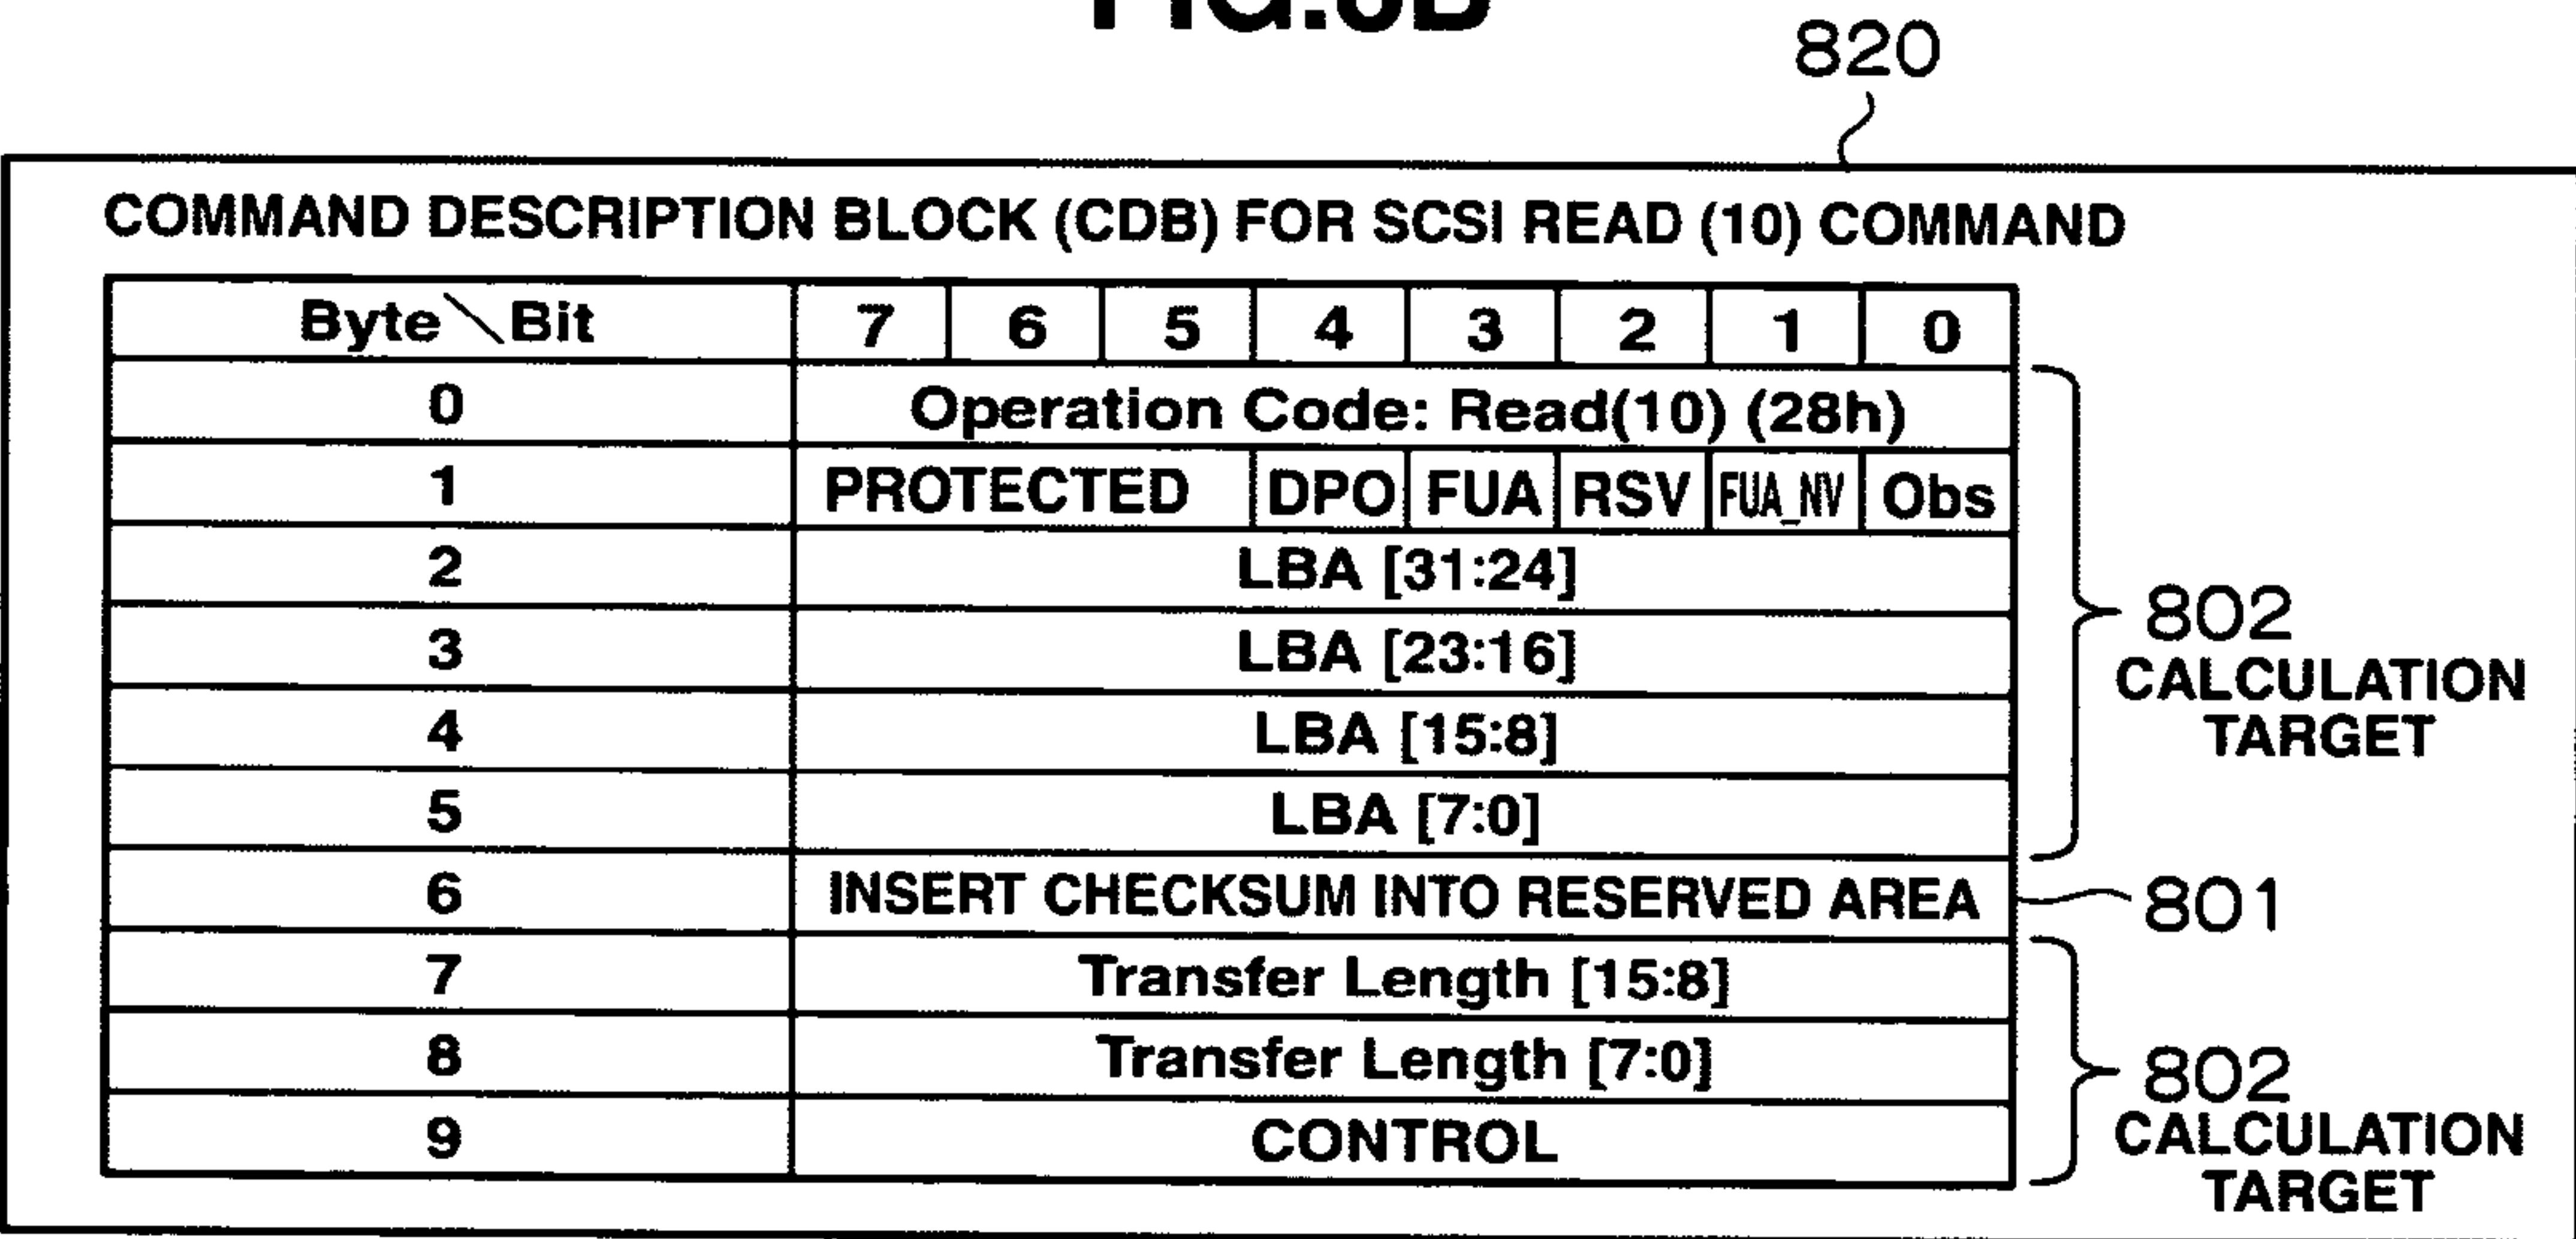 FIG.8B
820
COMMAND DESCRIPTION BLOCK (CDB) FOR SCSI READ (10) COMMAND
Byte \ Bit 7 6 5 4 3 2 1 0
0 Operation Code: Read(10) (28h)
1 PROTECTED DPO FUA RSV FUA_NV Obs
2 LBA [31:24]
3 LBA [23:16]
4 LBA [15:8]
5 LBA [7:0]
802
CALCULATION
TARGET
6 INSERT CHECKSUM INTO RESERVED AREA 801
7 Transfer Length [15:8]
8 Transfer Length [7:0]
9 CONTROL
802
CALCULATION
TARGET